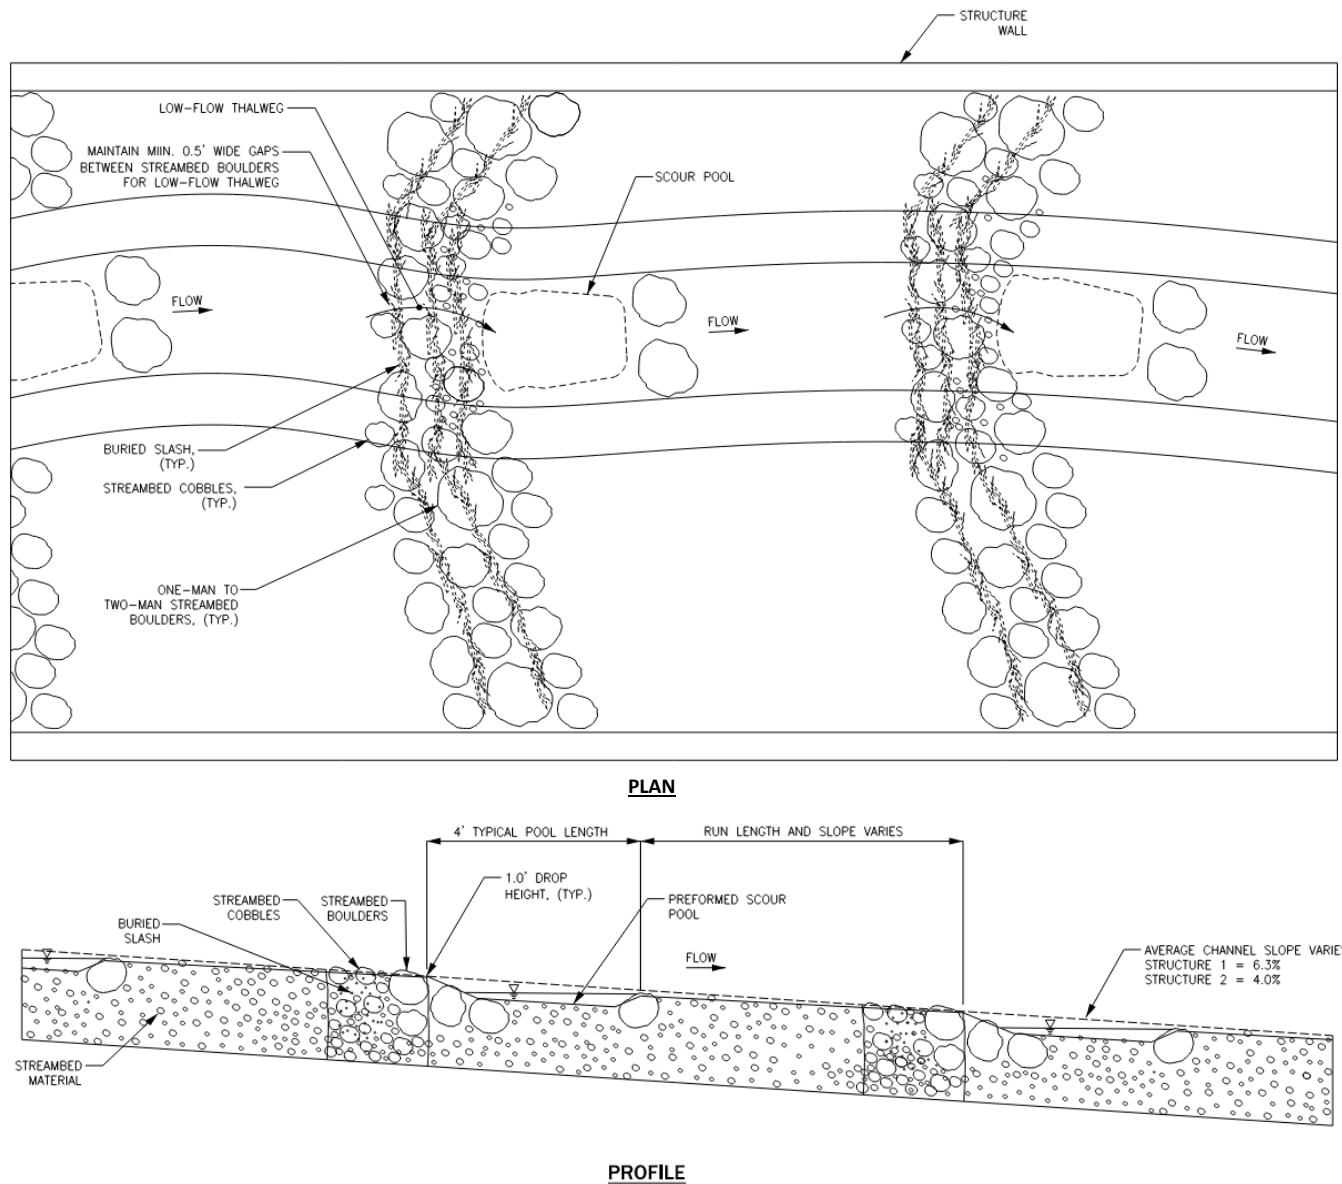 STRUCTURE
WALL
LOW-FLOW THALWEG
MAINTAIN MIIN. 0.5' WIDE GAPS
BETWEEN STREAMBED BOULDERS
FOR LOW-FLOW THALWEG
SCOUR POOL
FLOW
FLOW
FLOW
BURIED SLASH,
(TYP.)
STREAMBED COBBLES,
(TYP.)
ONE-MAN TO
TWO-MAN STREAMBED
BOULDERS, (TYP.)
PLAN
4' TYPICAL POOL LENGTH
RUN LENGTH AND SLOPE VARIES
1.0' DROP
HEIGHT, (TYP.)
STREAMBED
COBBLES
STREAMBED
BOULDERS
PREFORMED SCOUR
POOL
BURIED
SLASH
FLOW
AVERAGE CHANNEL SLOPE VARIE
STRUCTURE 1 = 6.3%
STRUCTURE 2 = 4.0%
STREAMBED
MATERIAL
PROFILE